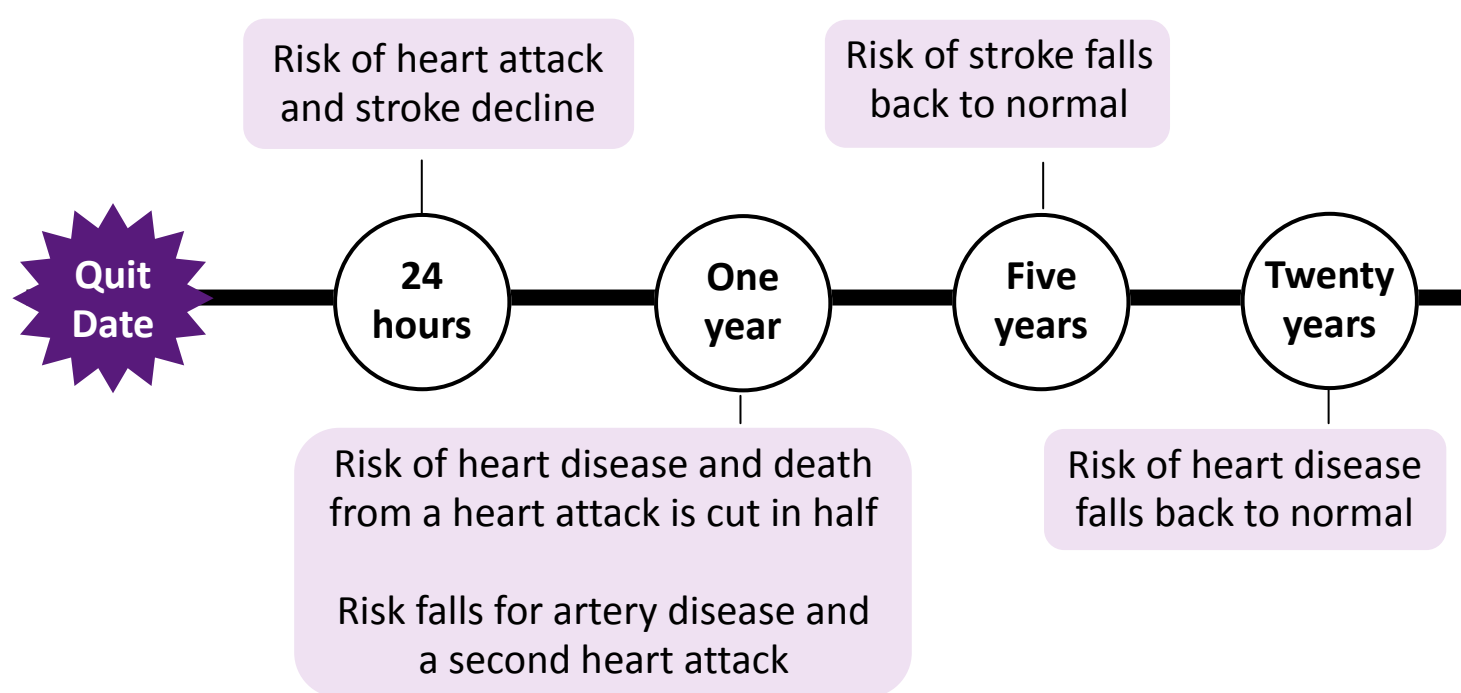 Risk of heart attack
and stroke decline
Risk of stroke falls
back to normal
Quit
Date
24
hours
One
year
Five
years
Twenty
years
Risk of heart disease and death
from a heart attack is cut in half
Risk falls for artery disease and
a second heart attack
Risk of heart disease
falls back to normal